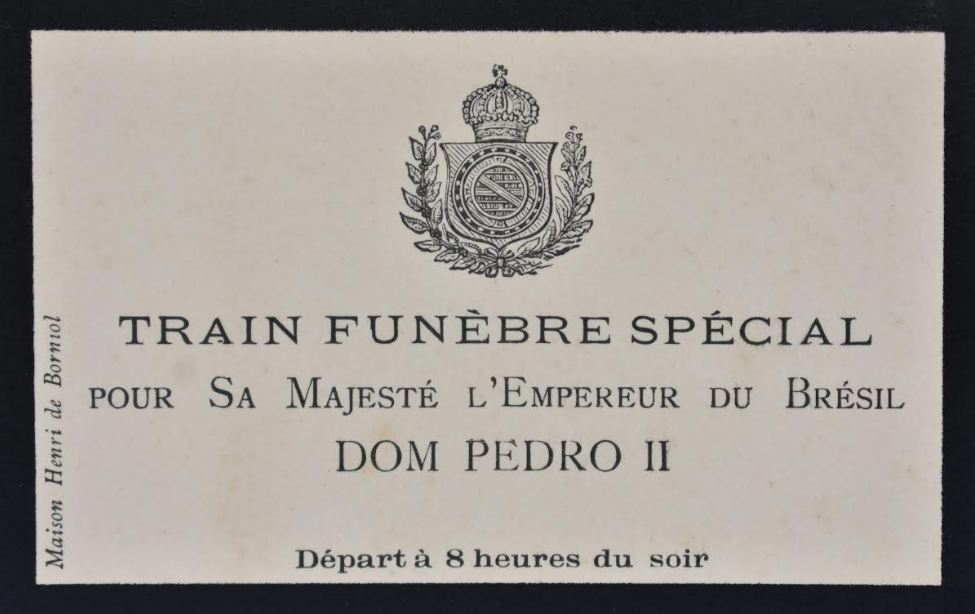 TRAIN FUNÈBRE SPÉCIAL
POUR SA MAJESTÉ L'EMPEREUR DU BRÉSIL
DOM PEDRO II
Départ à 8 heures du soir
Maison Henri de Borniol